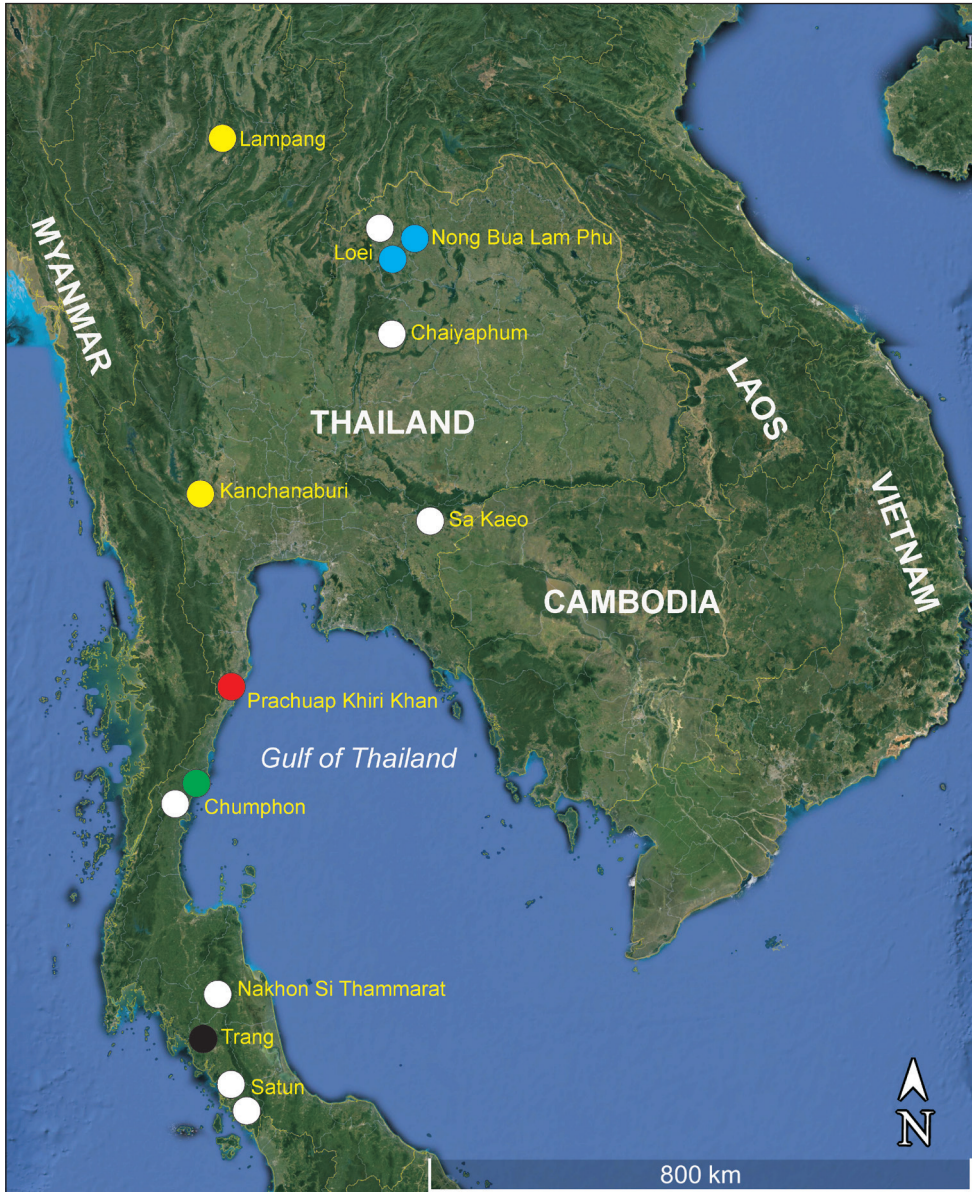 Lampang
MYANMAR
Nong Bua Lam Phu
Loei
Chaiyaphum
LAOS
THAILAND
Kanchanaburi
VIETNAM
Sa Kaeo
CAMBODIA
Prachuap Khiri Khan
Gulf of Thailand
Chumphon
Nakhon Si Thammarat
Trang
Satun
N
800 km